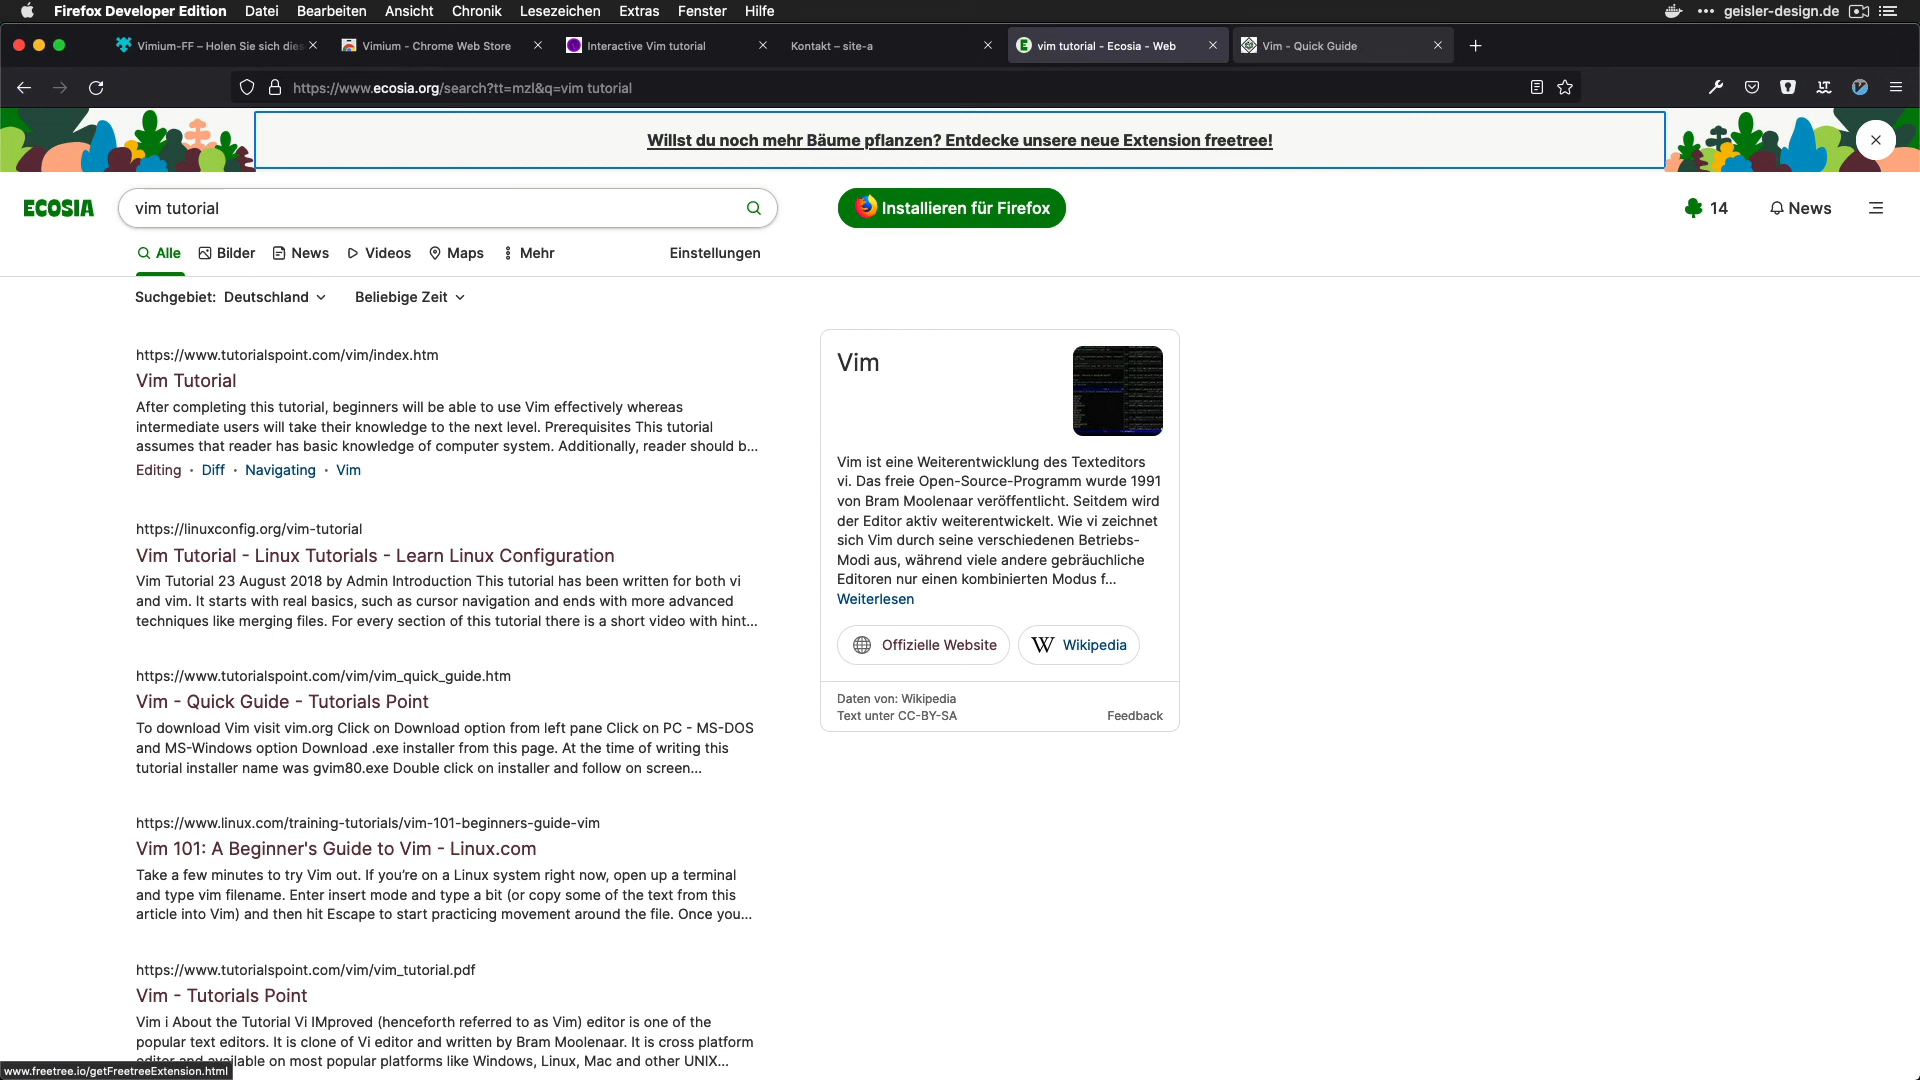 Firefox Developer Edition Datei Bearbeiten Ansicht Chronik Lesezeichen Extras Fenster Hilfe geisler-design.de
Vimium-FF – Holen Sie sich dies Vimium - Chrome Web Store Interactive Vim tutorial Kontakt – site-a vim tutorial - Ecosia - Web Vim - Quick Guide
https://www.ecosia.org/search?tt=mzl&q=vim tutorial
Willst du noch mehr Bäume pflanzen? Entdecke unsere neue Extension freetree!
ECOSIA vim tutorial Installieren für Firefox 14 News
Alle Bilder News Videos Maps Mehr Einstellungen
Suchgebiet: Deutschland Beliebige Zeit
https://www.tutorialspoint.com/vim/index.htm
Vim Tutorial
After completing this tutorial, beginners will be able to use Vim effectively whereas
intermediate users will take their knowledge to the next level. Prerequisites This tutorial
assumes that reader has basic knowledge of computer system. Additionally, reader should b...
Editing · Diff · Navigating · Vim
https://linuxconfig.org/vim-tutorial
Vim Tutorial - Linux Tutorials - Learn Linux Configuration
Vim Tutorial 23 August 2018 by Admin Introduction This tutorial has been written for both vi
and vim. It starts with real basics, such as cursor navigation and ends with more advanced
techniques like merging files. For every section of this tutorial there is a short video with hint...
https://www.tutorialspoint.com/vim/vim_quick_guide.htm
Vim - Quick Guide - Tutorials Point
To download Vim visit vim.org Click on Download option from left pane Click on PC - MS-DOS
and MS-Windows option Download .exe installer from this page. At the time of writing this
tutorial installer name was gvim80.exe Double click on installer and follow on screen...
https://www.linux.com/training-tutorials/vim-101-beginners-guide-vim
Vim 101: A Beginner's Guide to Vim - Linux.com
Take a few minutes to try Vim out. If you're on a Linux system right now, open up a terminal
and type vim filename. Enter insert mode and type a bit (or copy some of the text from this
article into Vim) and then hit Escape to start practicing movement around the file. Once you...
https://www.tutorialspoint.com/vim/vim_tutorial.pdf
Vim - Tutorials Point
Vim i About the Tutorial Vi IMproved (henceforth referred to as Vim) editor is one of the
popular text editors. It is clone of Vi editor and written by Bram Moolenaar. It is cross platform
editor and available on most popular platforms like Windows, Linux, Mac and other UNIX...
www.freetree.io/getFreetreeExtension.html
Vim
Vim ist eine Weiterentwicklung des Texteditors
vi. Das freie Open-Source-Programm wurde 1991
von Bram Moolenaar veröffentlicht. Seitdem wird
der Editor aktiv weiterentwickelt. Wie vi zeichnet
sich Vim durch seine verschiedenen Betriebs-
Modi aus, während viele andere gebräuchliche
Editoren nur einen kombinierten Modus f...
Weiterlesen
Offizielle Website W Wikipedia
Daten von: Wikipedia
Text unter CC-BY-SA Feedback